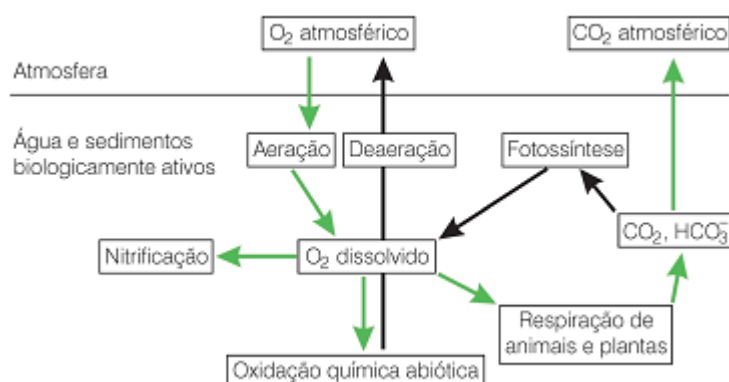 O₂ atmosférico
CO₂ atmosférico
Atmosfera
Água e sedimentos
biologicamente ativos
Aeração
Deaeração
Fotossíntese
Nitrificação
O₂ dissolvido
CO₂, HCO₃⁻
Respiração de
animais e plantas
Oxidação química abiótica